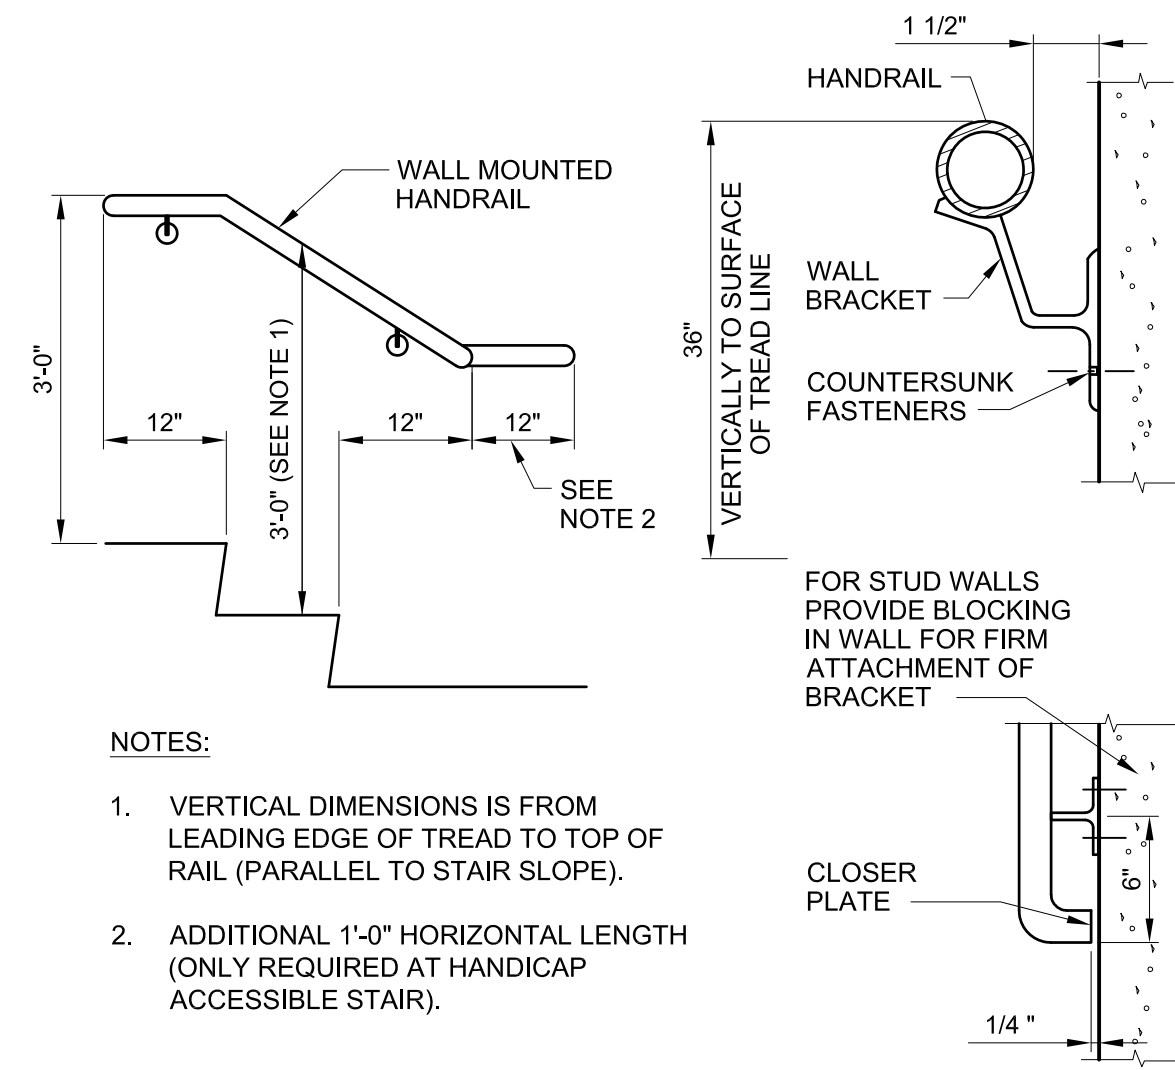 1 1/2"
HANDRAIL
WALL MOUNTED
HANDRAIL
3'-0"
12"
3'-0" (SEE NOTE 1)
12"
12"
SEE
NOTE 2
36"
VERTICALLY TO SURFACE
OF TREAD LINE
WALL
BRACKET
COUNTERSUNK
FASTENERS
FOR STUD WALLS
PROVIDE BLOCKING
IN WALL FOR FIRM
ATTACHMENT OF
BRACKET
CLOSER
PLATE
6"
1/4 "
NOTES:
1. VERTICAL DIMENSIONS IS FROM
LEADING EDGE OF TREAD TO TOP OF
RAIL (PARALLEL TO STAIR SLOPE).
2. ADDITIONAL 1'-0" HORIZONTAL LENGTH
(ONLY REQUIRED AT HANDICAP
ACCESSIBLE STAIR).